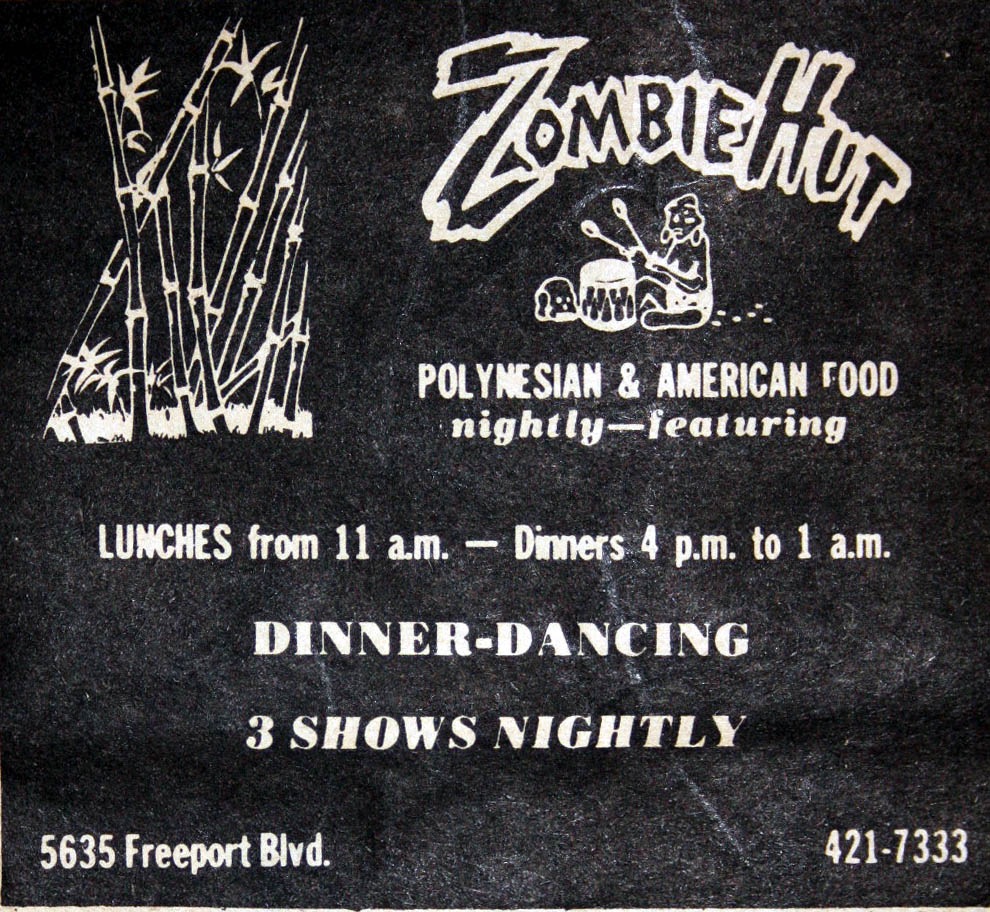 ZOMBIE HUT
POLYNESIAN & AMERICAN FOOD
nightly—featuring
LUNCHES from 11 a.m. — Dinners 4 p.m. to 1 a.m.
DINNER-DANCING
3 SHOWS NIGHTLY
5635 Freeport Blvd.
421-7333